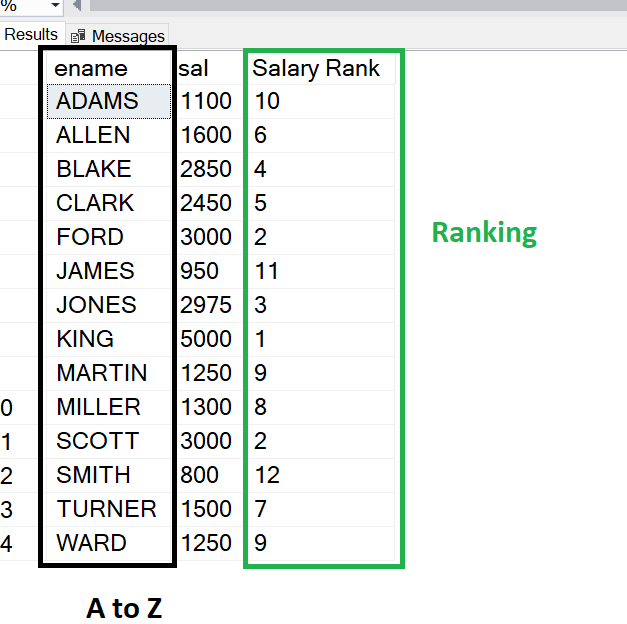 %
Results Messages
ename sal Salary Rank
ADAMS 1100 10
ALLEN 1600 6
BLAKE 2850 4
CLARK 2450 5
FORD 3000 2
Ranking
JAMES 950 11
JONES 2975 3
KING 5000 1
MARTIN 1250 9
0 MILLER 1300 8
1 SCOTT 3000 2
2 SMITH 800 12
3 TURNER 1500 7
4 WARD 1250 9
A to Z